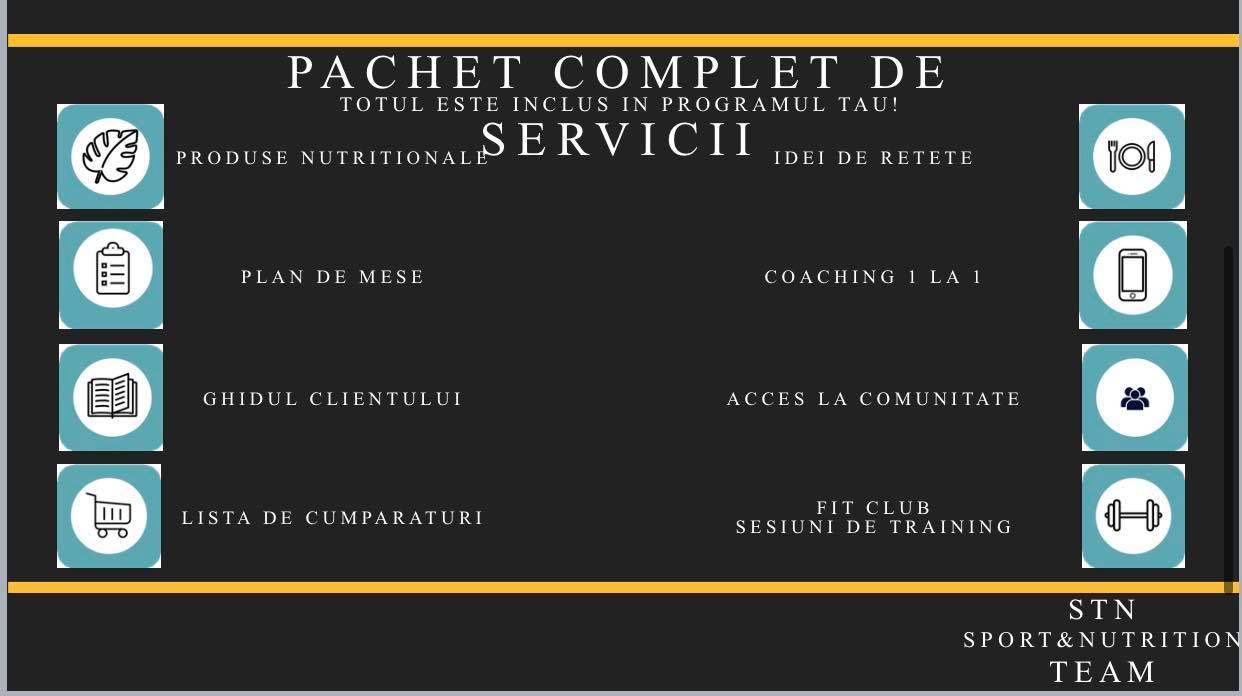 PACHET COMPLET DE
TOTUL ESTE INCLUS IN PROGRAMUL TAU!
SERVICII
PRODUSE NUTRITIONALE
IDEI DE RETETE
PLAN DE MESE
COACHING 1 LA 1
GHIDUL CLIENTULUI
ACCES LA COMUNITATE
LISTA DE CUMPARATURI
FIT CLUB
SESIUNI DE TRAINING
STN
SPORT&NUTRITION
TEAM